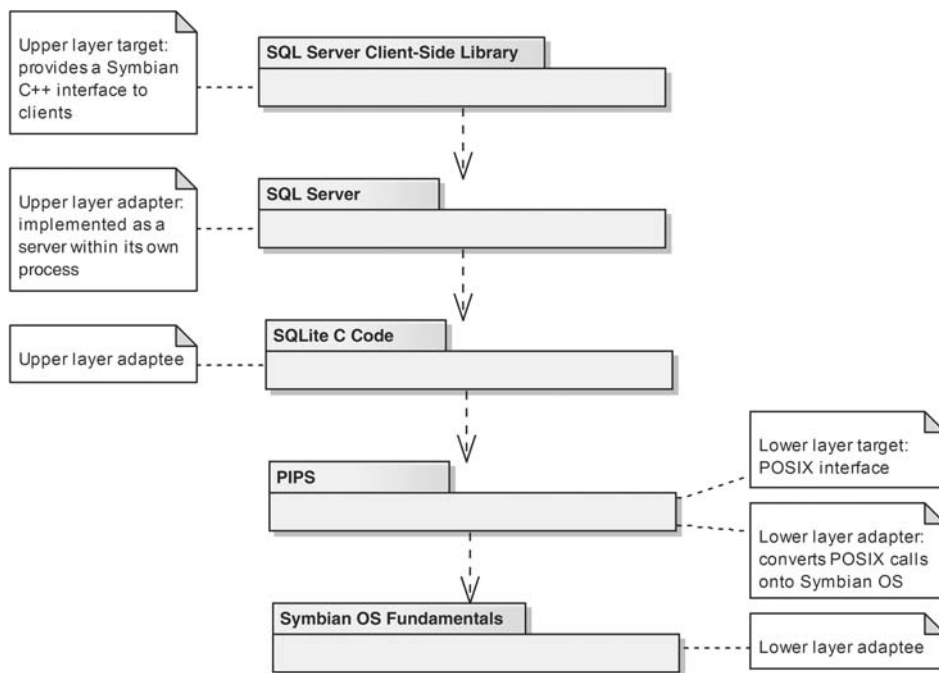 Upper layer target:
provides a Symbian
C++ interface to
clients
SQL Server Client-Side Library
Upper layer adapter:
implemented as a
server within its own
process
SQL Server
Upper layer adaptee
SQLite C Code
PIPS
Lower layer target:
POSIX interface
Lower layer adapter:
converts POSIX calls
onto Symbian OS
Symbian OS Fundamentals
Lower layer adaptee